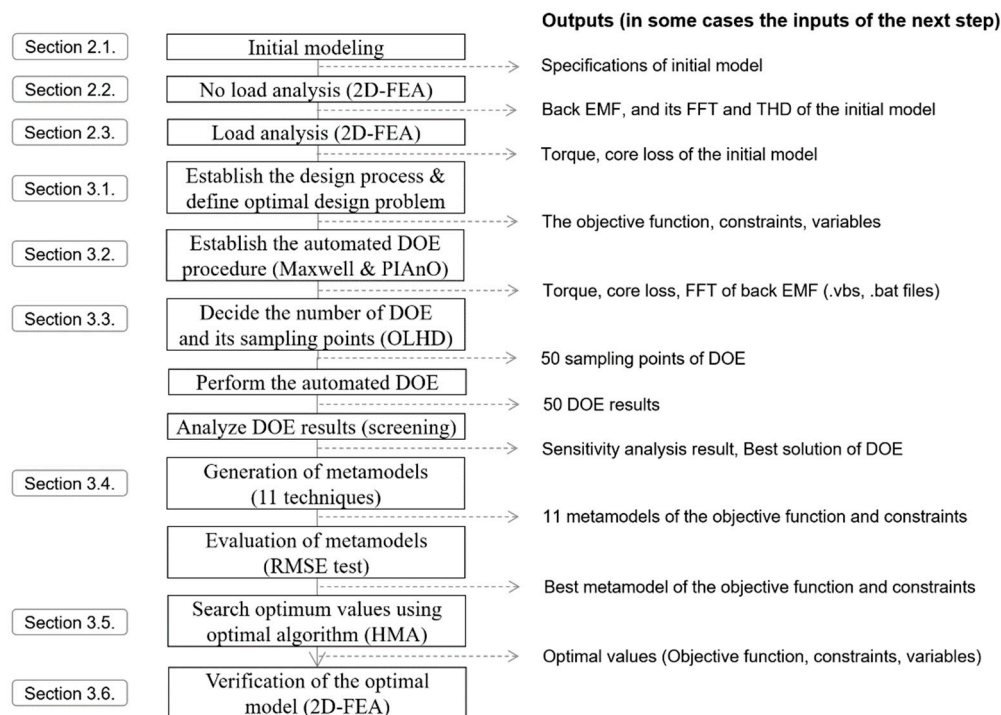 Outputs (in some cases the inputs of the next step)
Section 2.1.
Initial modeling
Specifications of initial model
Section 2.2.
No load analysis (2D-FEA)
Back EMF, and its FFT and THD of the initial model
Section 2.3.
Load analysis (2D-FEA)
Torque, core loss of the initial model
Section 3.1.
Establish the design process &
define optimal design problem
The objective function, constraints, variables
Section 3.2.
Establish the automated DOE
procedure (Maxwell & PIAnO)
Torque, core loss, FFT of back EMF (.vbs, .bat files)
Section 3.3.
Decide the number of DOE
and its sampling points (OLHD)
50 sampling points of DOE
Perform the automated DOE
50 DOE results
Analyze DOE results (screening)
Sensitivity analysis result, Best solution of DOE
Section 3.4.
Generation of metamodels
(11 techniques)
11 metamodels of the objective function and constraints
Evaluation of metamodels
(RMSE test)
Best metamodel of the objective function and constraints
Section 3.5.
Search optimum values using
optimal algorithm (HMA)
Optimal values (Objective function, constraints, variables)
Section 3.6.
Verification of the optimal
model (2D-FEA)